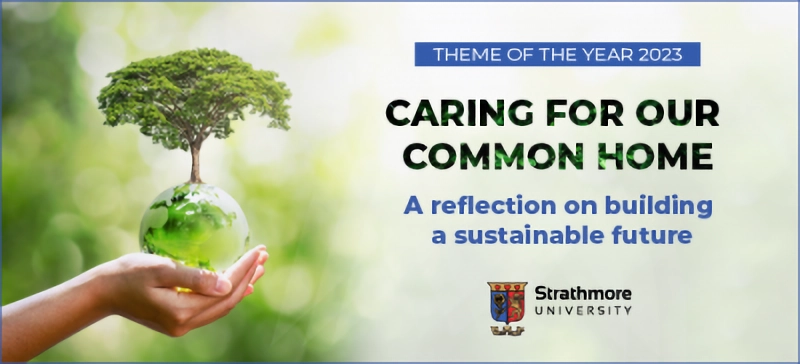 THEME OF THE YEAR 2023
CARING FOR OUR
COMMON HOME
A reflection on building
a sustainable future
Strathmore
UNIVERSITY